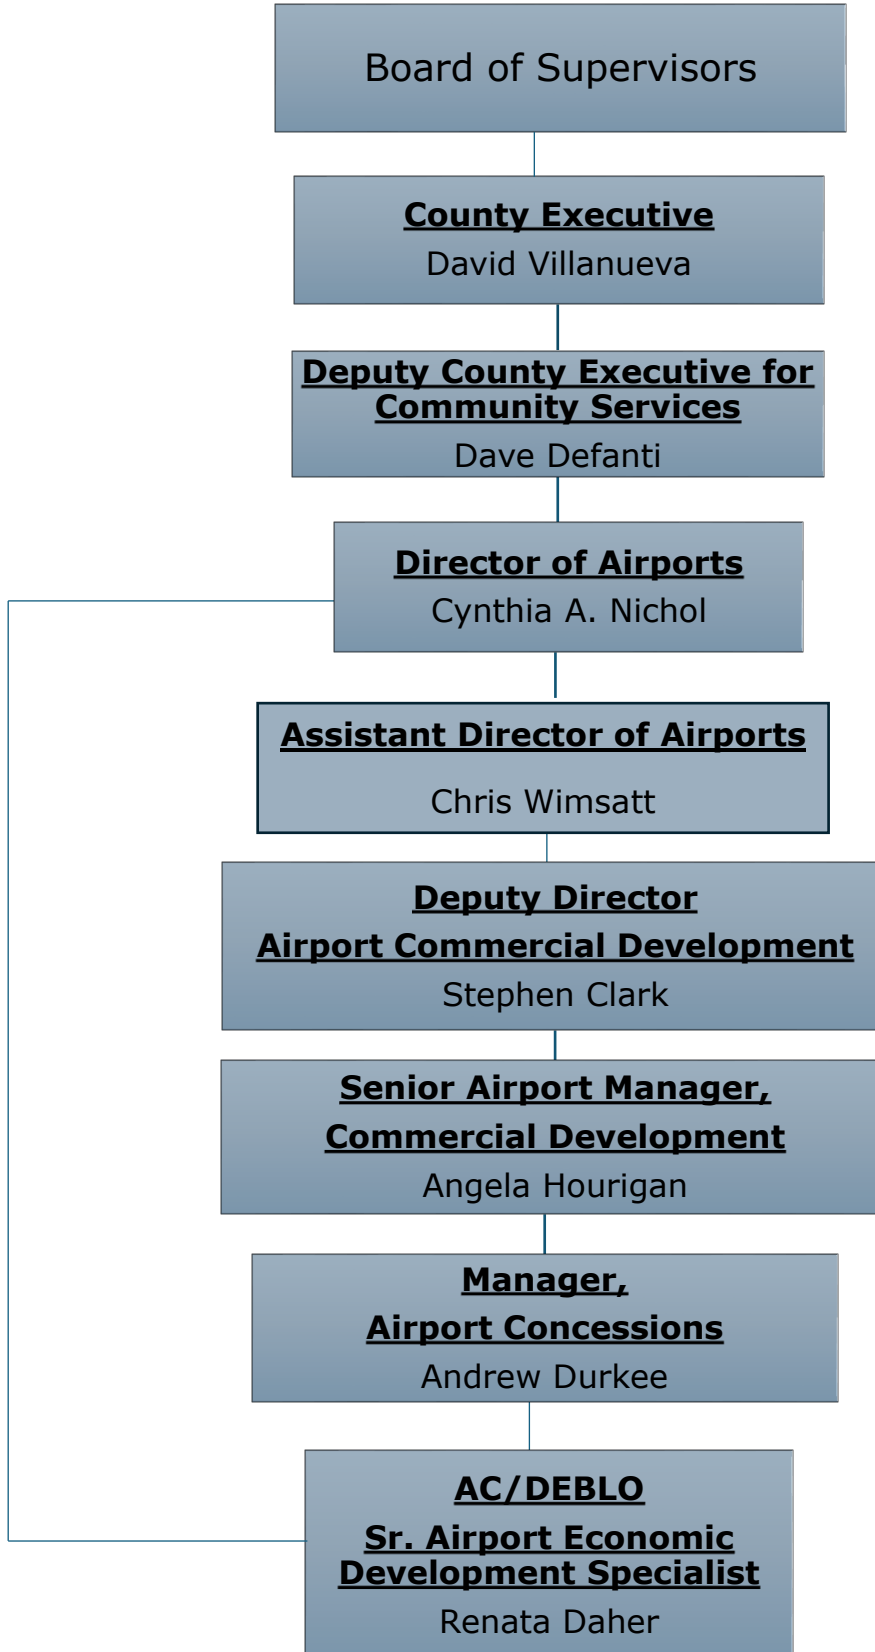 Board of Supervisors
County Executive
David Villanueva
Deputy County Executive for
Community Services
Dave Defanti
Director of Airports
Cynthia A. Nichol
Assistant Director of Airports
Chris Wimsatt
Deputy Director
Airport Commercial Development
Stephen Clark
Senior Airport Manager,
Commercial Development
Angela Hourigan
Manager,
Airport Concessions
Andrew Durkee
AC/DEBLO
Sr. Airport Economic
Development Specialist
Renata Daher